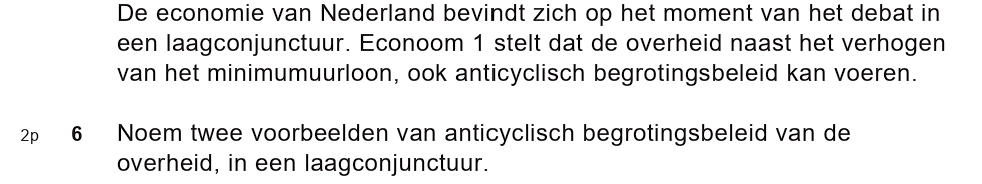 De economie van Nederland bevindt zich op het moment van het debat in
een laagconjunctuur. Econoom 1 stelt dat de overheid naast het verhogen
van het minimumuurloon, ook anticyclisch begrotingsbeleid kan voeren.
2p 6 Noem twee voorbeelden van anticyclisch begrotingsbeleid van de
overheid, in een laagconjunctuur.